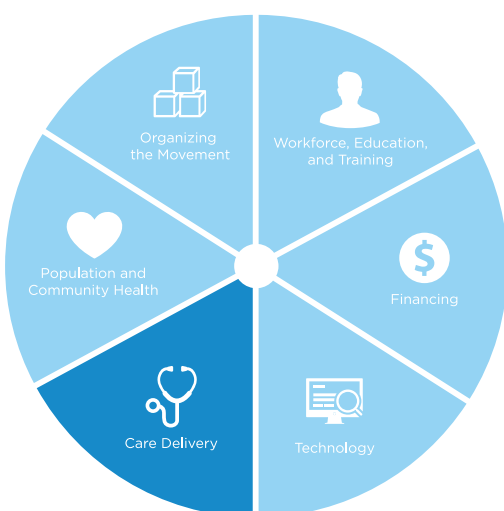 Organizing
the Movement
Workforce, Education,
and Training
Population and
Community Health
$
Financing
Care Delivery
Technology